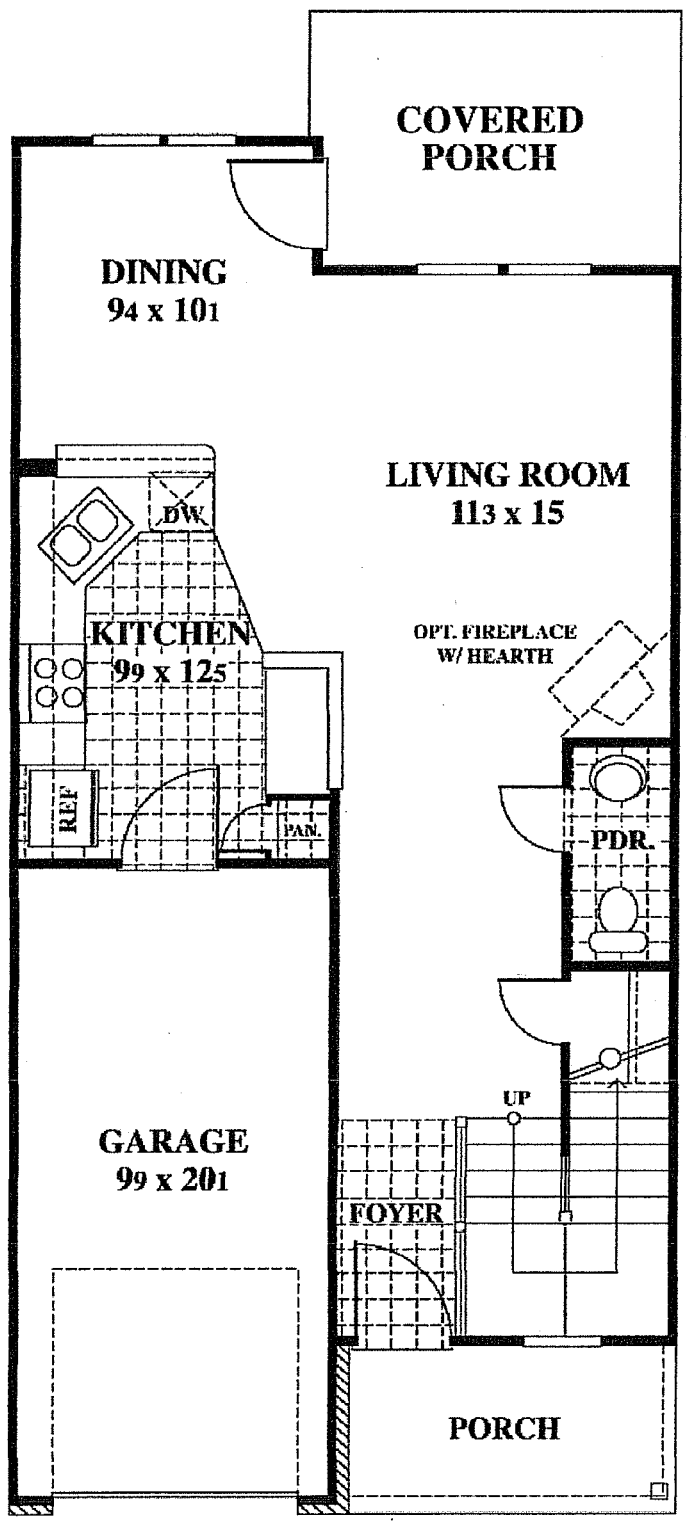 COVERED
PORCH
DINING
94 x 101
LIVING ROOM
113 x 15
DW.
KITCHEN
99 x 125
OPT. FIREPLACE
W/ HEARTH
REF
PAN.
PDR.
UP
GARAGE
99 x 201
FOYER
PORCH